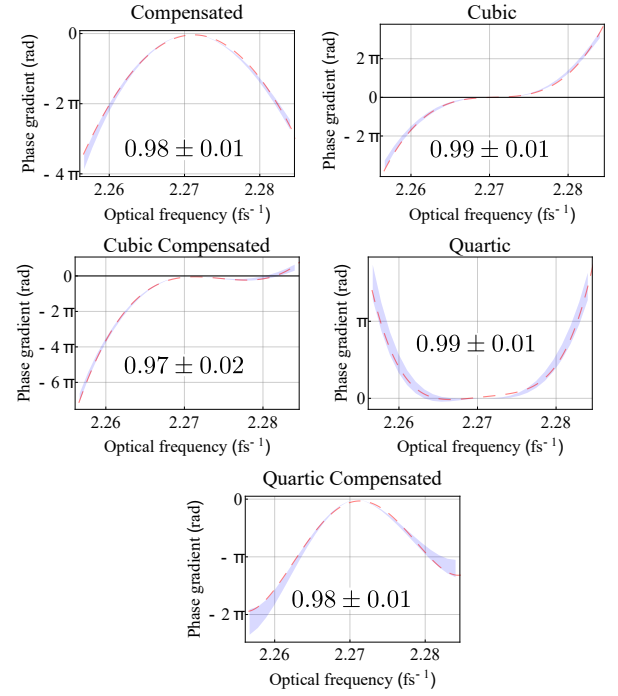 Compensated
Phase gradient (rad)
0
- 2 π
- 4 π
0.98 ± 0.01
2.26 2.27 2.28
Optical frequency (fs⁻¹)
Cubic
Phase gradient (rad)
2 π
0
- 2 π
0.99 ± 0.01
2.26 2.27 2.28
Optical frequency (fs⁻¹)
Cubic Compensated
Phase gradient (rad)
0
- 2 π
- 4 π
- 6 π
0.97 ± 0.02
2.26 2.27 2.28
Optical frequency (fs⁻¹)
Quartic
Phase gradient (rad)
π
0
0.99 ± 0.01
2.26 2.27 2.28
Optical frequency (fs⁻¹)
Quartic Compensated
Phase gradient (rad)
0
- π
- 2 π
0.98 ± 0.01
2.26 2.27 2.28
Optical frequency (fs⁻¹)